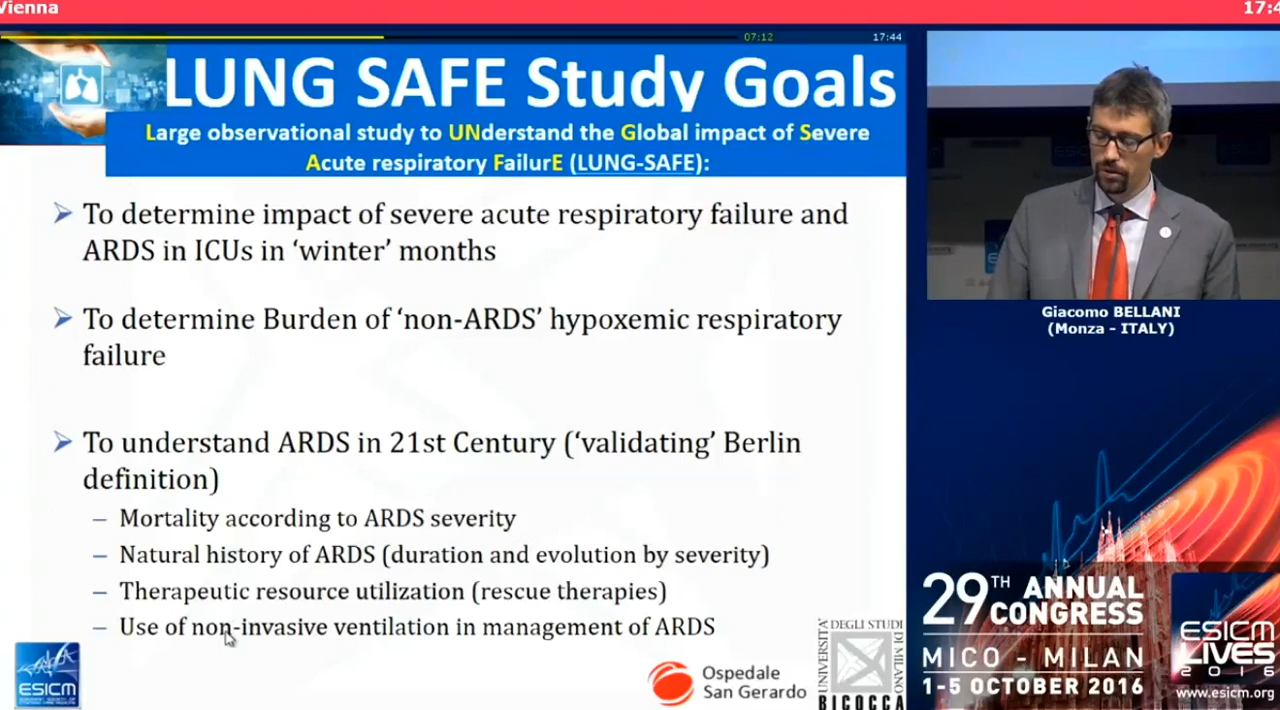 Vienna
17:4
07:12
17:44
LUNG SAFE Study Goals
Large observational study to UNderstand the Global impact of Severe
Acute respiratory FailurE (LUNG-SAFE):
➢ To determine impact of severe acute respiratory failure and
ARDS in ICUs in ‘winter’ months
➢ To determine Burden of ‘non-ARDS’ hypoxemic respiratory
failure
➢ To understand ARDS in 21st Century (‘validating’ Berlin
definition)
– Mortality according to ARDS severity
– Natural history of ARDS (duration and evolution by severity)
– Therapeutic resource utilization (rescue therapies)
– Use of non-invasive ventilation in management of ARDS
ESICM
Ospedale
San Gerardo
UNIVERSITÀ
DEGLI STUDI
DI MILANO
BICOCCA
Giacomo BELLANI
(Monza - ITALY)
29TH ANNUAL
CONGRESS
MICO - MILAN
1-5 OCTOBER 2016
ESICM
LIVES
2016
www.esicm.org